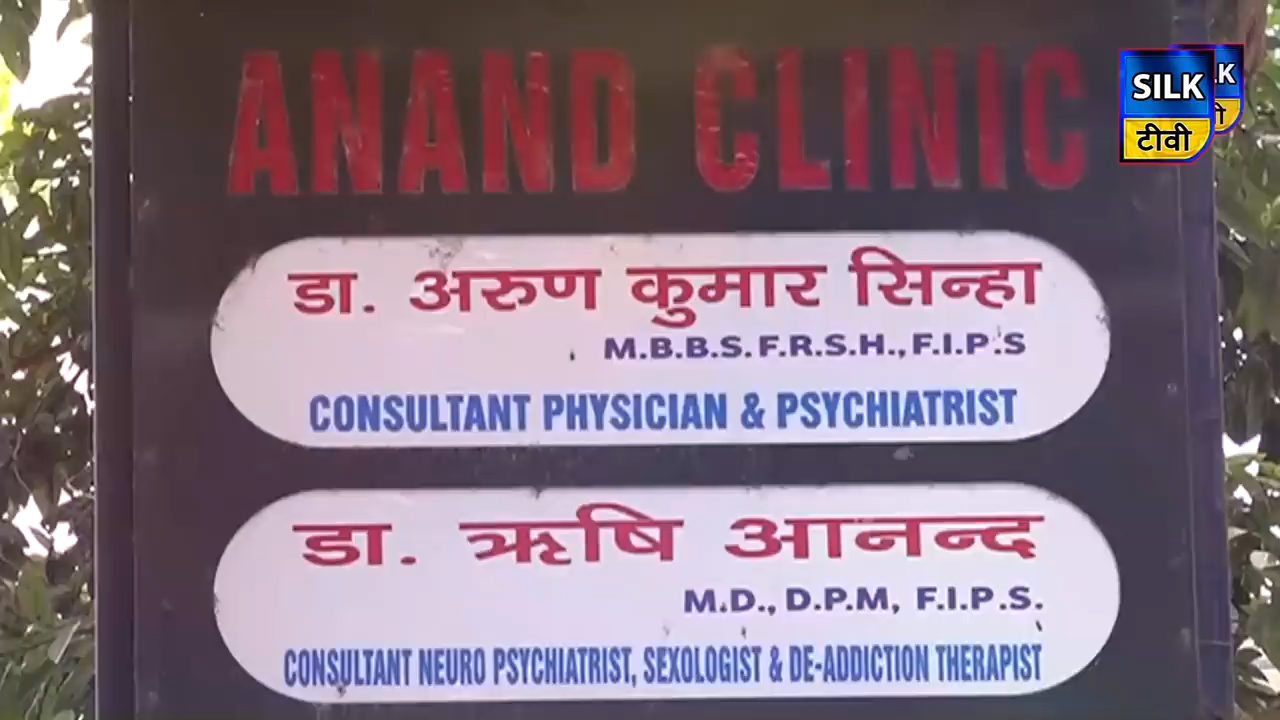 ANAND CLINIC
SILK
टीवी
डा. अरुण कुमार सिन्हा
M.B.B.S. F.R.S.H., F.I.P.S
CONSULTANT PHYSICIAN & PSYCHIATRIST
डा. ऋषि आनन्द
M.D., D.P.M, F.I.P.S.
CONSULTANT NEURO PSYCHIATRIST, SEXOLOGIST & DE-ADDICTION THERAPIST